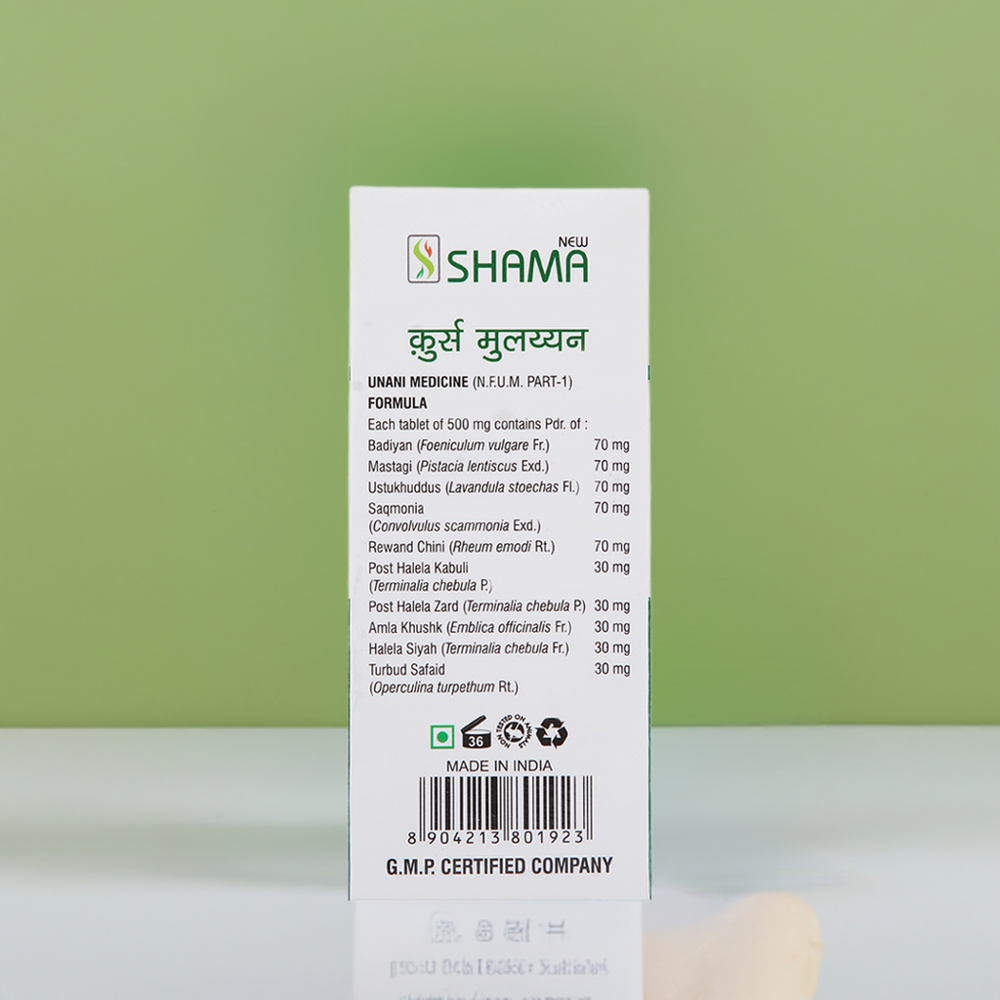 NEW
SHAMA
क़ुर्स मुलय्यन
UNANI MEDICINE (N.F.U.M. PART-1)
FORMULA
Each tablet of 500 mg contains Pdr. of :
Badiyan (Foeniculum vulgare Fr.) 70 mg
Mastagi (Pistacia lentiscus Exd.) 70 mg
Ustukhuddus (Lavandula stoechas Fl.) 70 mg
Saqmonia 70 mg
(Convolvulus scammonia Exd.)
Rewand Chini (Rheum emodi Rt.) 70 mg
Post Halela Kabuli 30 mg
(Terminalia chebula P.)
Post Halela Zard (Terminalia chebula P.) 30 mg
Amla Khushk (Emblica officinalis Fr.) 30 mg
Halela Siyah (Terminalia chebula Fr.) 30 mg
Turbud Safaid 30 mg
(Operculina turpethum Rt.)
36
NON TESTED ON ANIMALS
MADE IN INDIA
8 904213 801923
G.M.P. CERTIFIED COMPANY